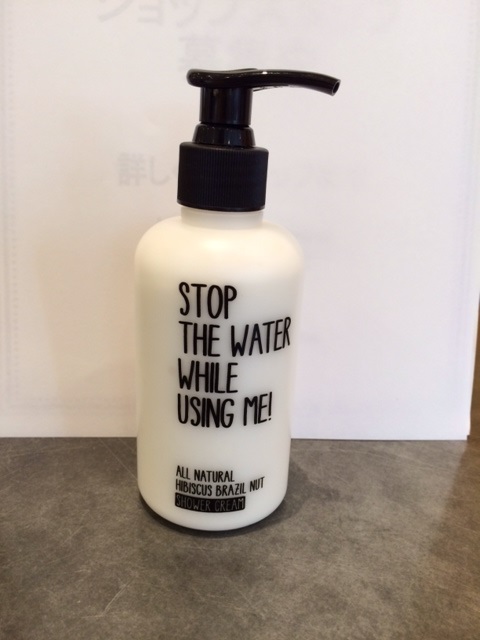 STOP
THE WATER
WHILE
USING ME!
ALL NATURAL
HIBISCUS BRAZIL NUT
SHOWER CREAM